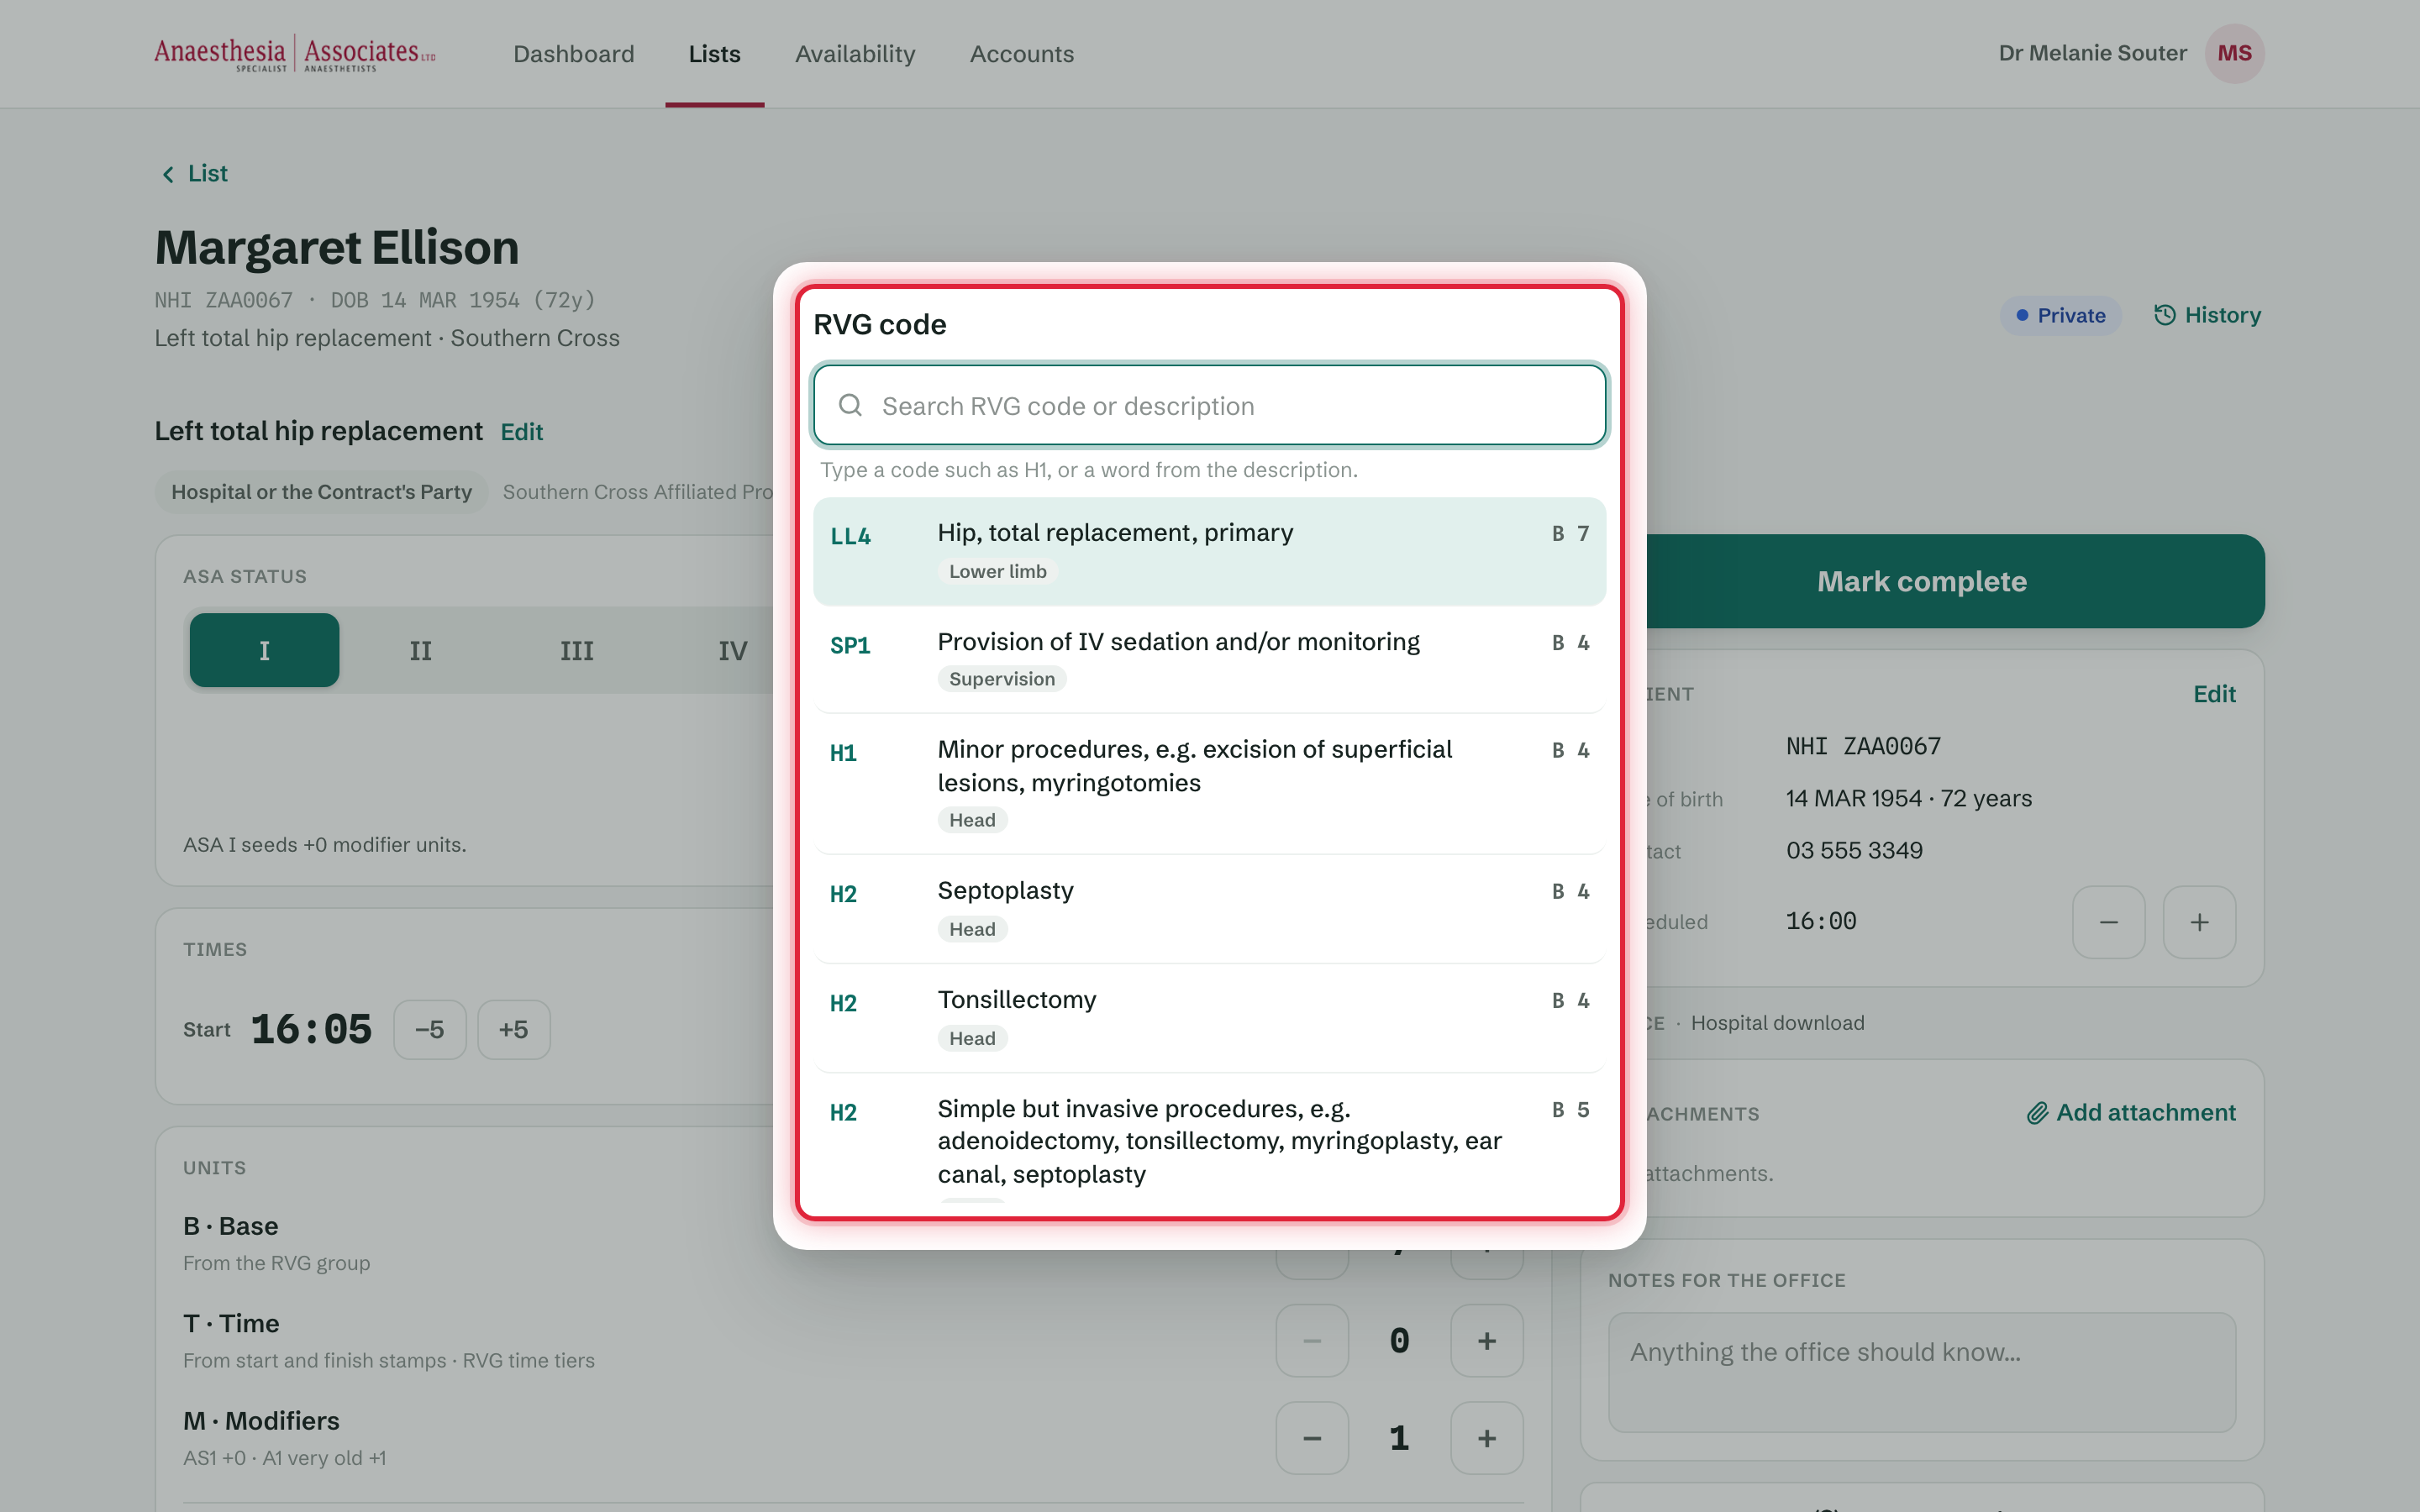 Anaesthesia | Associates LTD
SPECIALIST ANAESTHETISTS
Dashboard
Lists
Availability
Accounts
Dr Melanie Souter
MS
List
Margaret Ellison
NHI ZAA0067 · DOB 14 MAR 1954 (72y)
Left total hip replacement · Southern Cross
Private
History
Left total hip replacement
Edit
Hospital or the Contract's Party
Southern Cross Affiliated Pro
ASA STATUS
I
II
III
IV
ASA I seeds +0 modifier units.
TIMES
Start
16:05
−5
+5
UNITS
B · Base
From the RVG group
T · Time
From start and finish stamps · RVG time tiers
− 0 +
M · Modifiers
AS1 +0 · A1 very old +1
− 1 +
RVG code
Search RVG code or description
Type a code such as H1, or a word from the description.
LL4
Hip, total replacement, primary
B 7
Lower limb
SP1
Provision of IV sedation and/or monitoring
B 4
Supervision
H1
Minor procedures, e.g. excision of superficial
lesions, myringotomies
B 4
Head
H2
Septoplasty
B 4
Head
H2
Tonsillectomy
B 4
Head
H2
Simple but invasive procedures, e.g.
adenoidectomy, tonsillectomy, myringoplasty, ear
canal, septoplasty
B 5
Mark complete
IENT
Edit
NHI ZAA0067
of birth
14 MAR 1954 · 72 years
tact
03 555 3349
eduled
16:00
− +
CE · Hospital download
ACHMENTS
Add attachment
attachments.
NOTES FOR THE OFFICE
Anything the office should know…